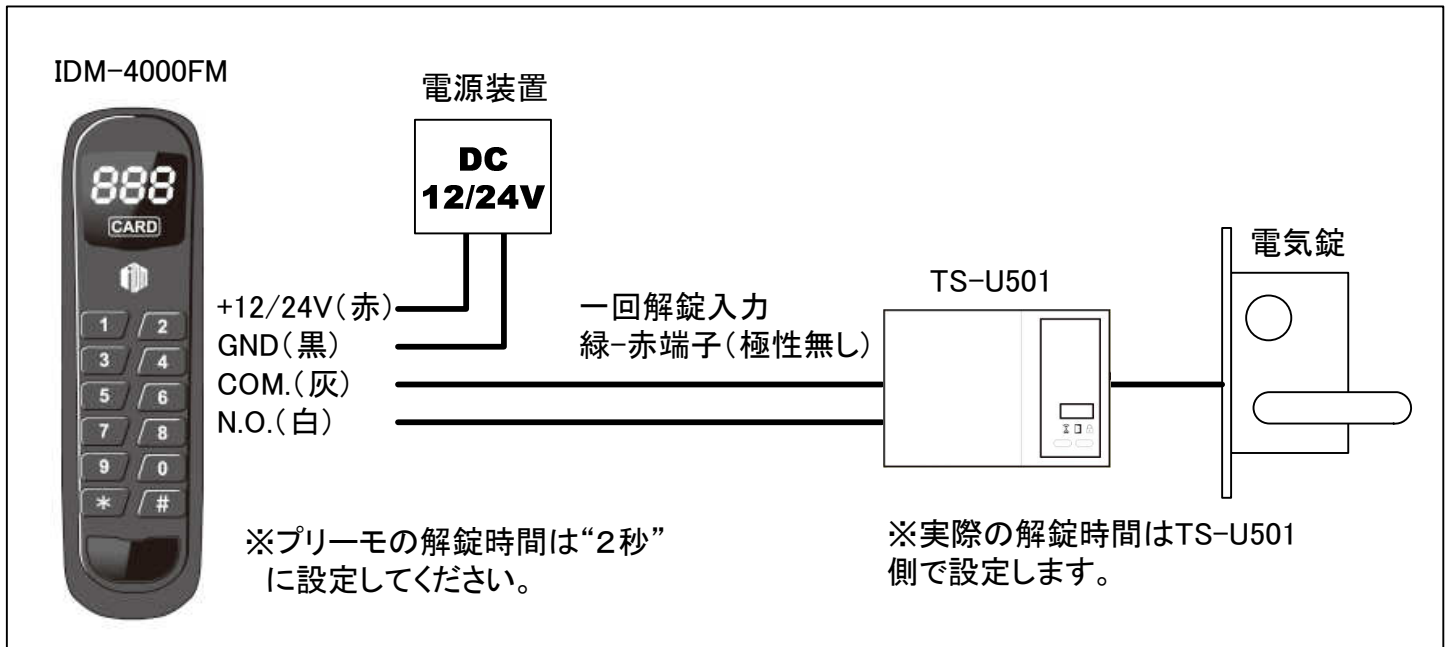 IDM-4000FM
電源装置
DC
12/24V
888
CARD
1 2
3 4
5 6
7 8
9 0
* #
+12/24V(赤)
GND(黒)
COM.(灰)
N.O.(白)
一回解錠入力
緑-赤端子(極性無し)
TS-U501
電気錠
※プリーモの解錠時間は“2秒”
に設定してください。
※実際の解錠時間はTS-U501
側で設定します。